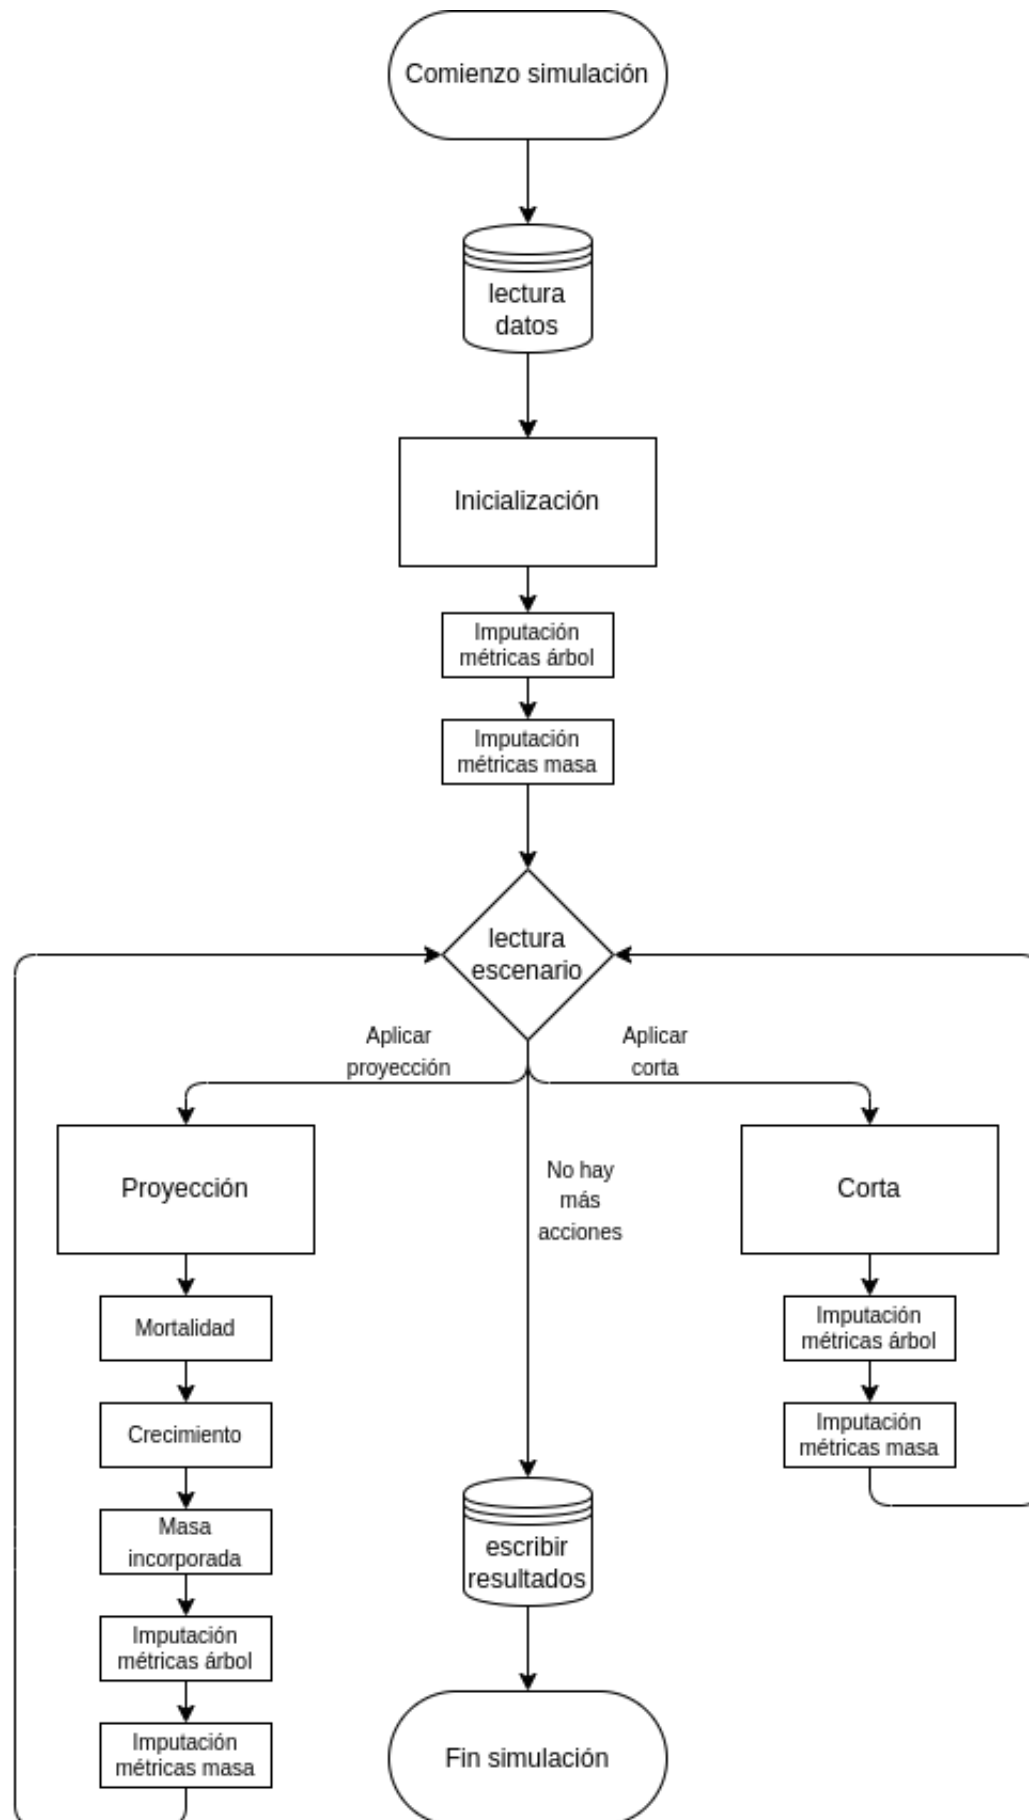 Comienzo simulación
lectura
datos
Inicialización
Imputación
métricas árbol
Imputación
métricas masa
lectura
escenario
Aplicar
proyección
Aplicar
corta
Proyección
Mortalidad
Crecimiento
Masa
incorporada
Imputación
métricas árbol
Imputación
métricas masa
No hay
más
acciones
escribir
resultados
Fin simulación
Corta
Imputación
métricas árbol
Imputación
métricas masa